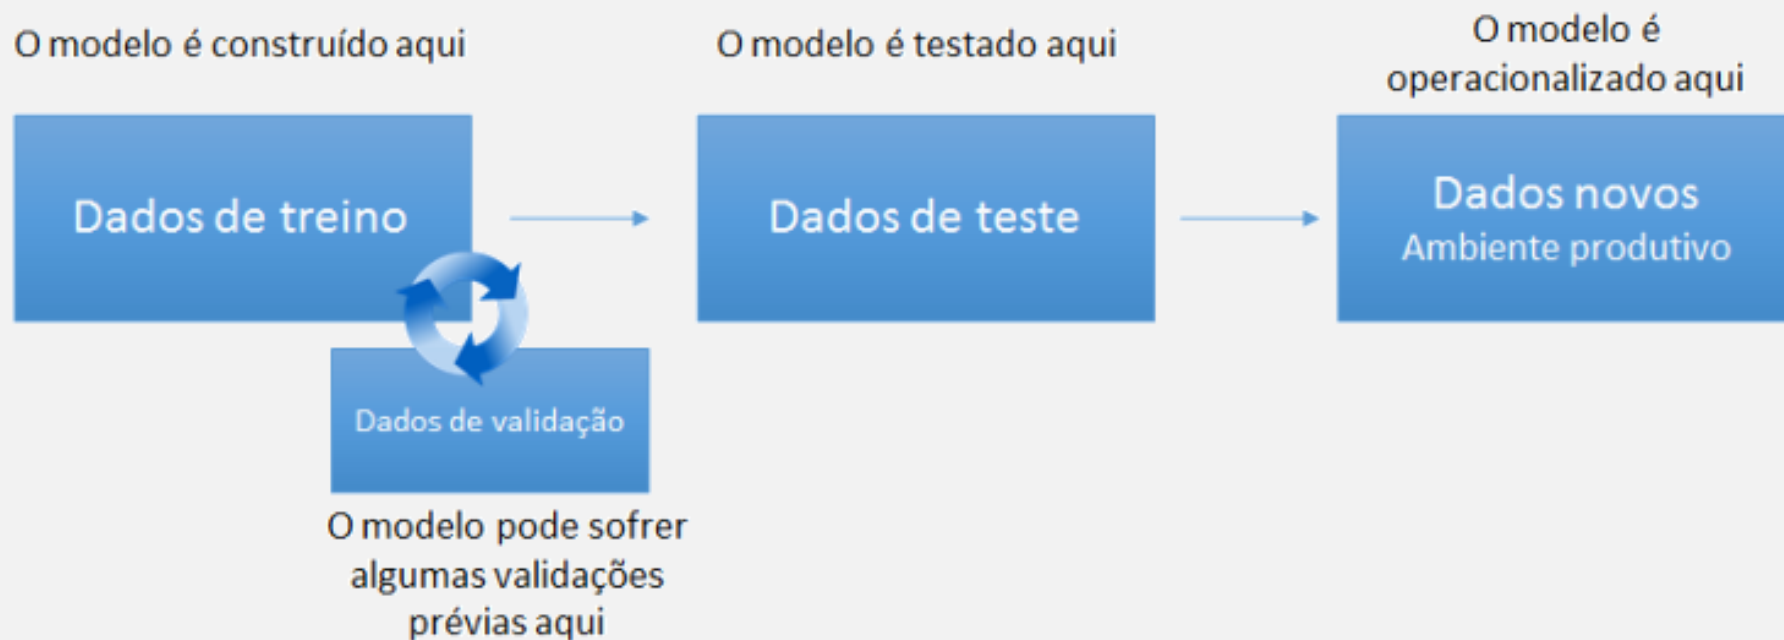 O modelo é construído aqui
Dados de treino
Dados de validação
O modelo pode sofrer
algumas validações
prévias aqui
O modelo é testado aqui
Dados de teste
O modelo é
operacionalizado aqui
Dados novos
Ambiente produtivo